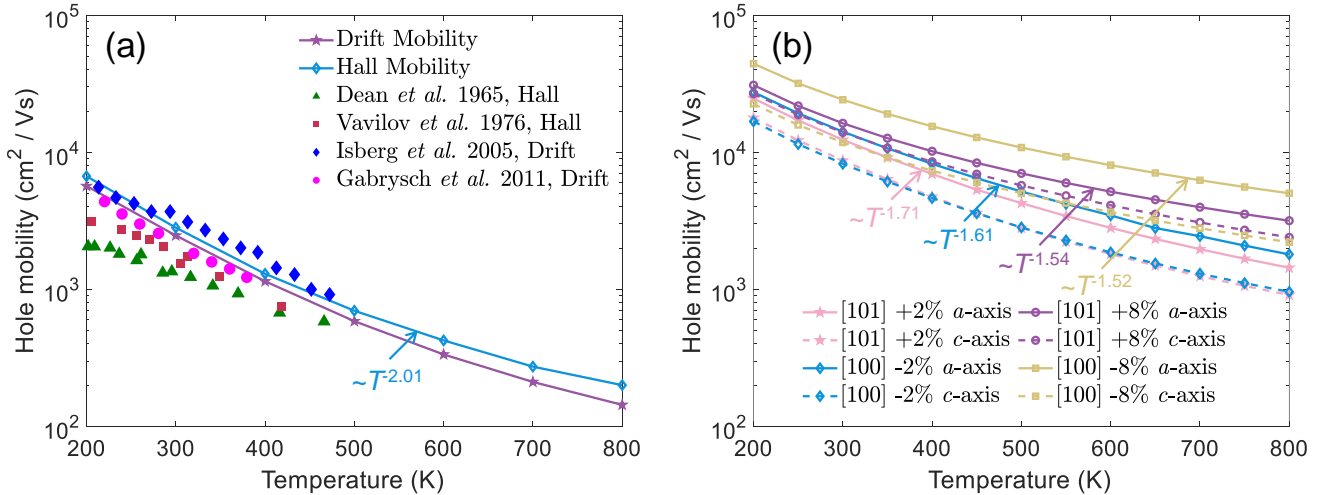 (a)
Drift Mobility
Hall Mobility
Dean et al. 1965, Hall
Vavilov et al. 1976, Hall
Isberg et al. 2005, Drift
Gabrysch et al. 2011, Drift
~T^-2.01
10^5
10^4
10^3
10^2
200 300 400 500 600 700 800
Temperature (K)
Hole mobility (cm^2 / Vs)
(b)
~T^-1.71
~T^-1.61
~T^-1.54
~T^-1.52
[101] +2% a-axis
[101] +2% c-axis
[100] -2% a-axis
[100] -2% c-axis
[101] +8% a-axis
[101] +8% c-axis
[100] -8% a-axis
[100] -8% c-axis
10^5
10^4
10^3
10^2
200 300 400 500 600 700 800
Temperature (K)
Hole mobility (cm^2 / Vs)